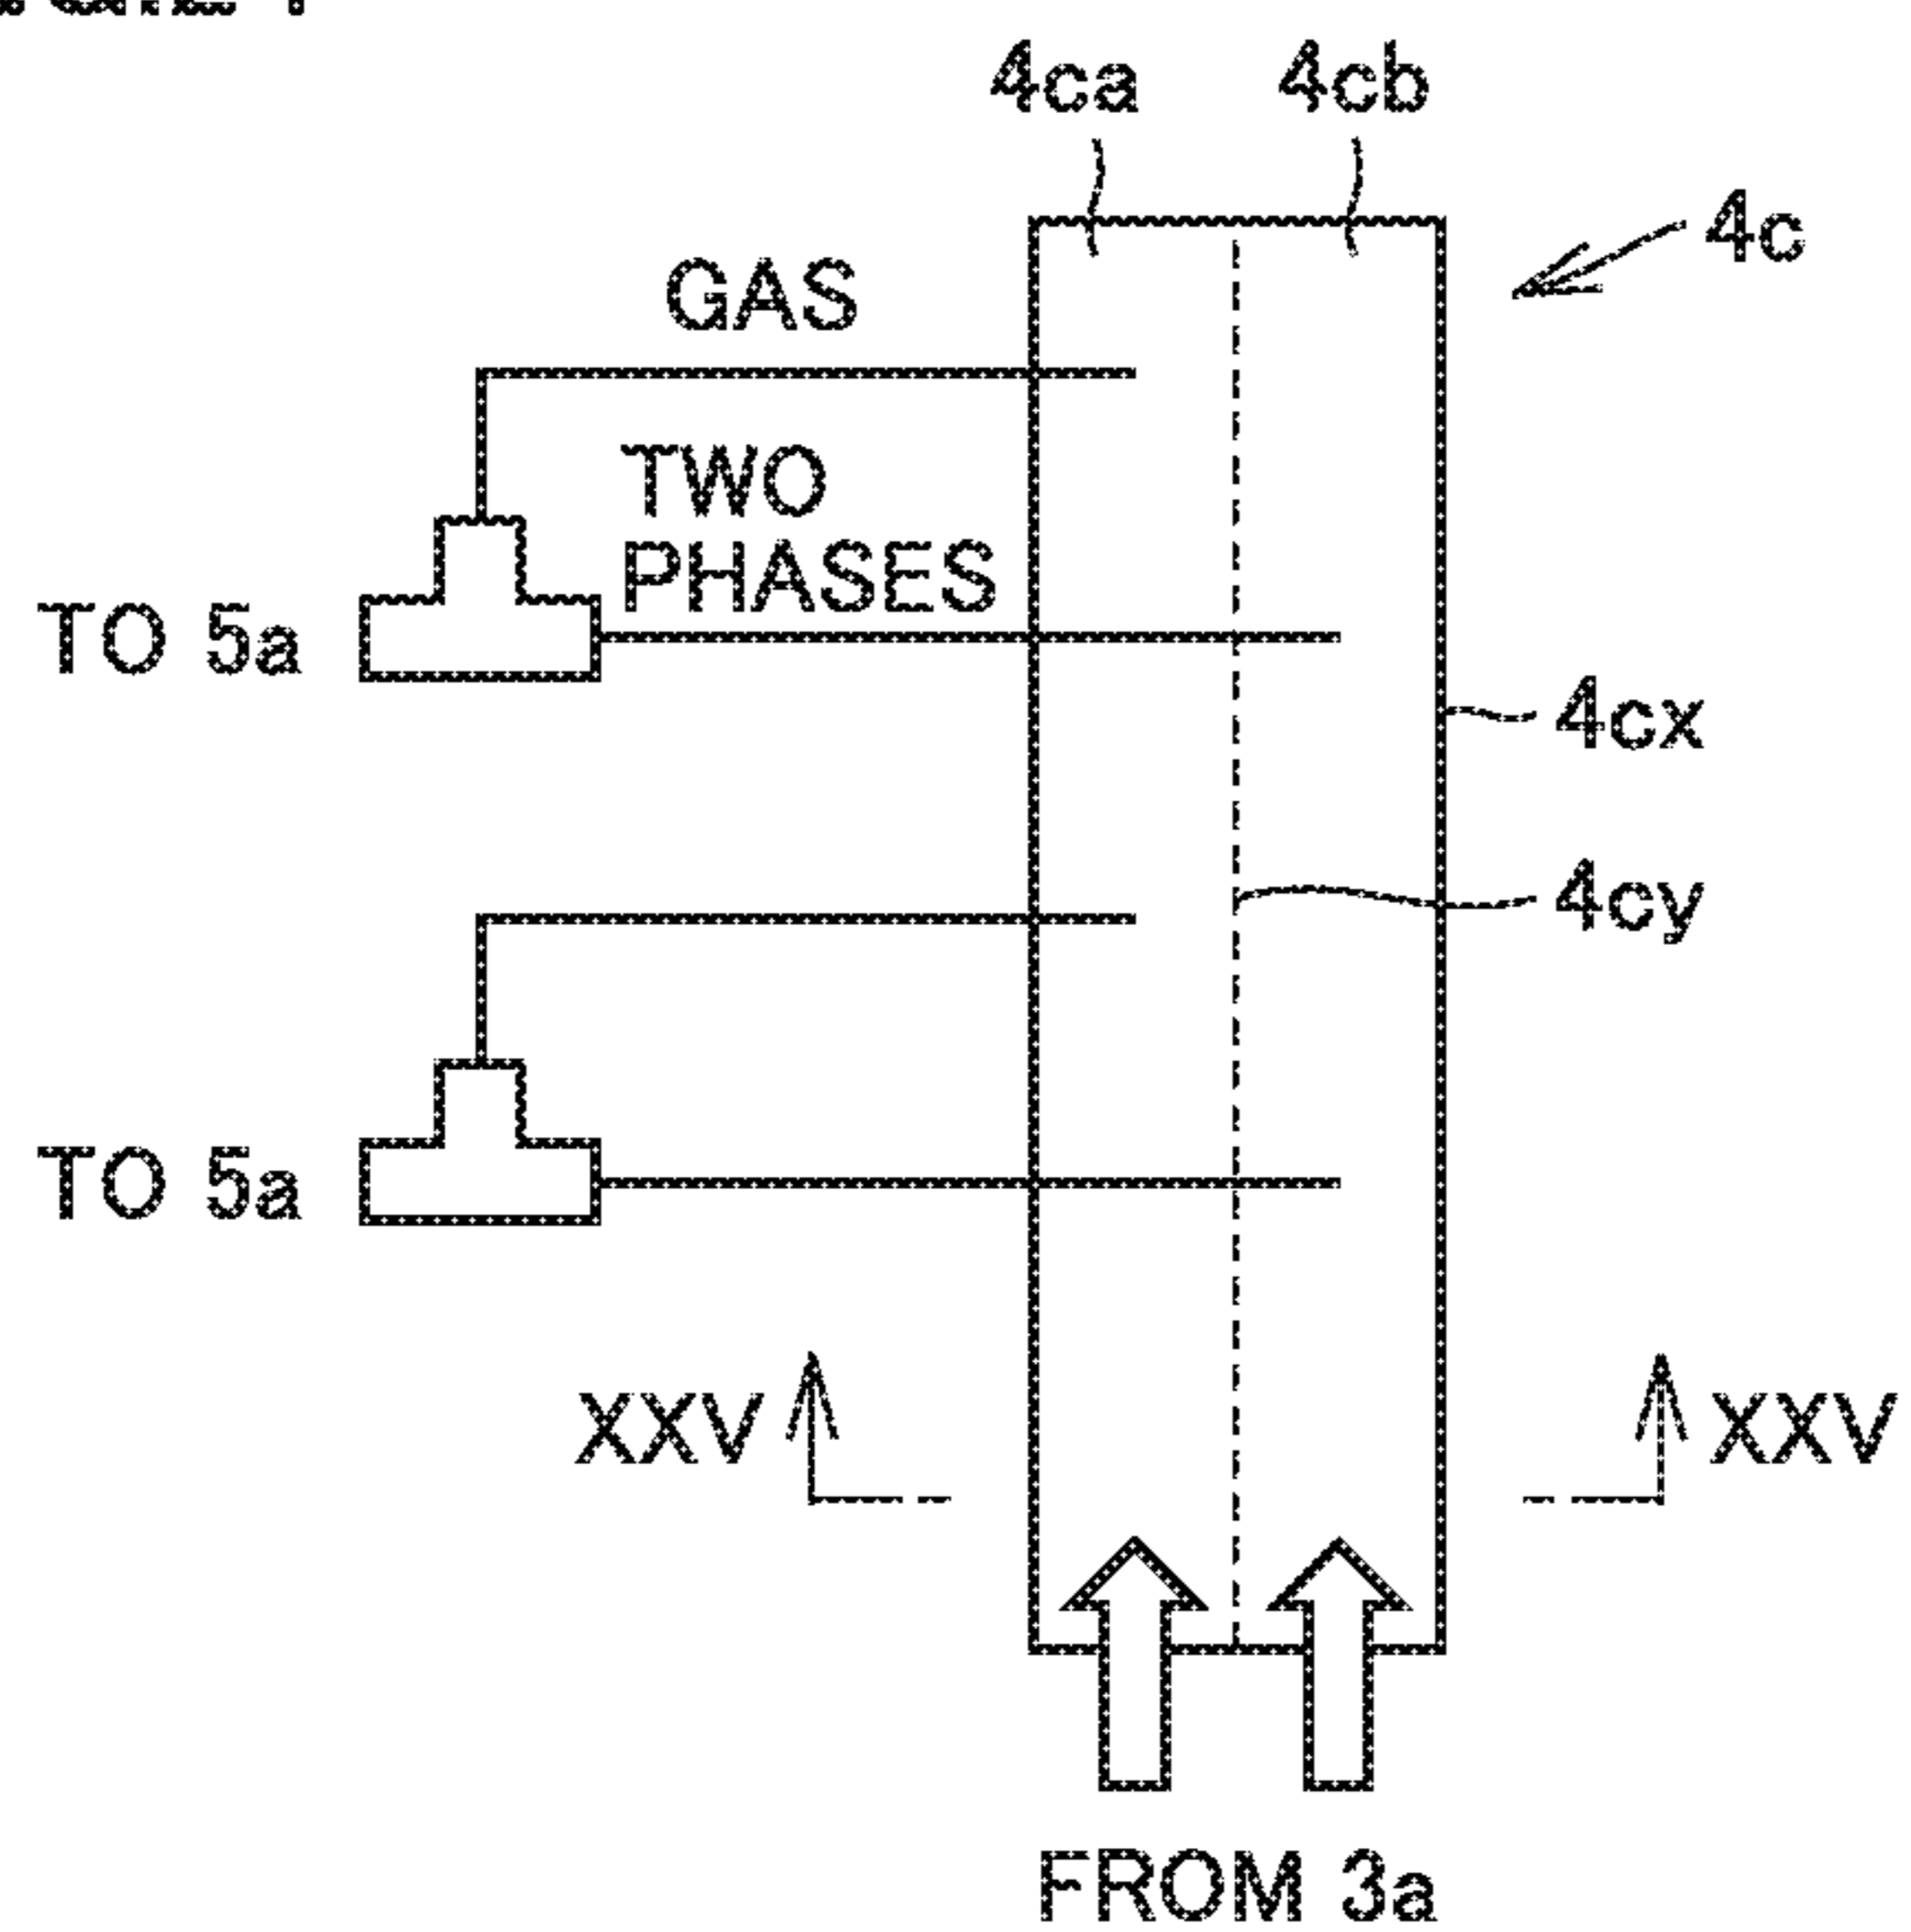 4ca 4cb
4c
GAS
TWO
PHASES
TO 5a
4cx
4cy
TO 5a
XXV XXV
FROM 3a